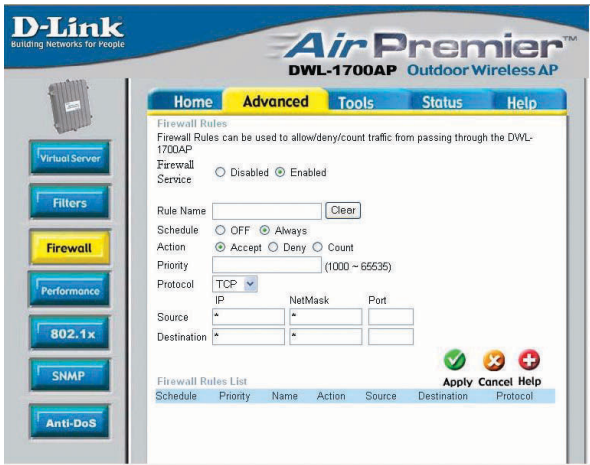 D-Link
Building Networks for People
Air Premier™
DWL-1700AP Outdoor Wireless AP
Home Advanced Tools Status Help
Virtual Server
Filters
Firewall
Performance
802.1x
SNMP
Anti-DoS
Firewall Rules
Firewall Rules can be used to allow/deny/count traffic from passing through the DWL-
1700AP
Firewall
Service Disabled Enabled
Rule Name Clear
Schedule OFF Always
Action Accept Deny Count
Priority (1000 ~ 65535)
Protocol TCP
IP NetMask Port
Source * *
Destination * *
Apply Cancel Help
Firewall Rules List
Schedule Priority Name Action Source Destination Protocol